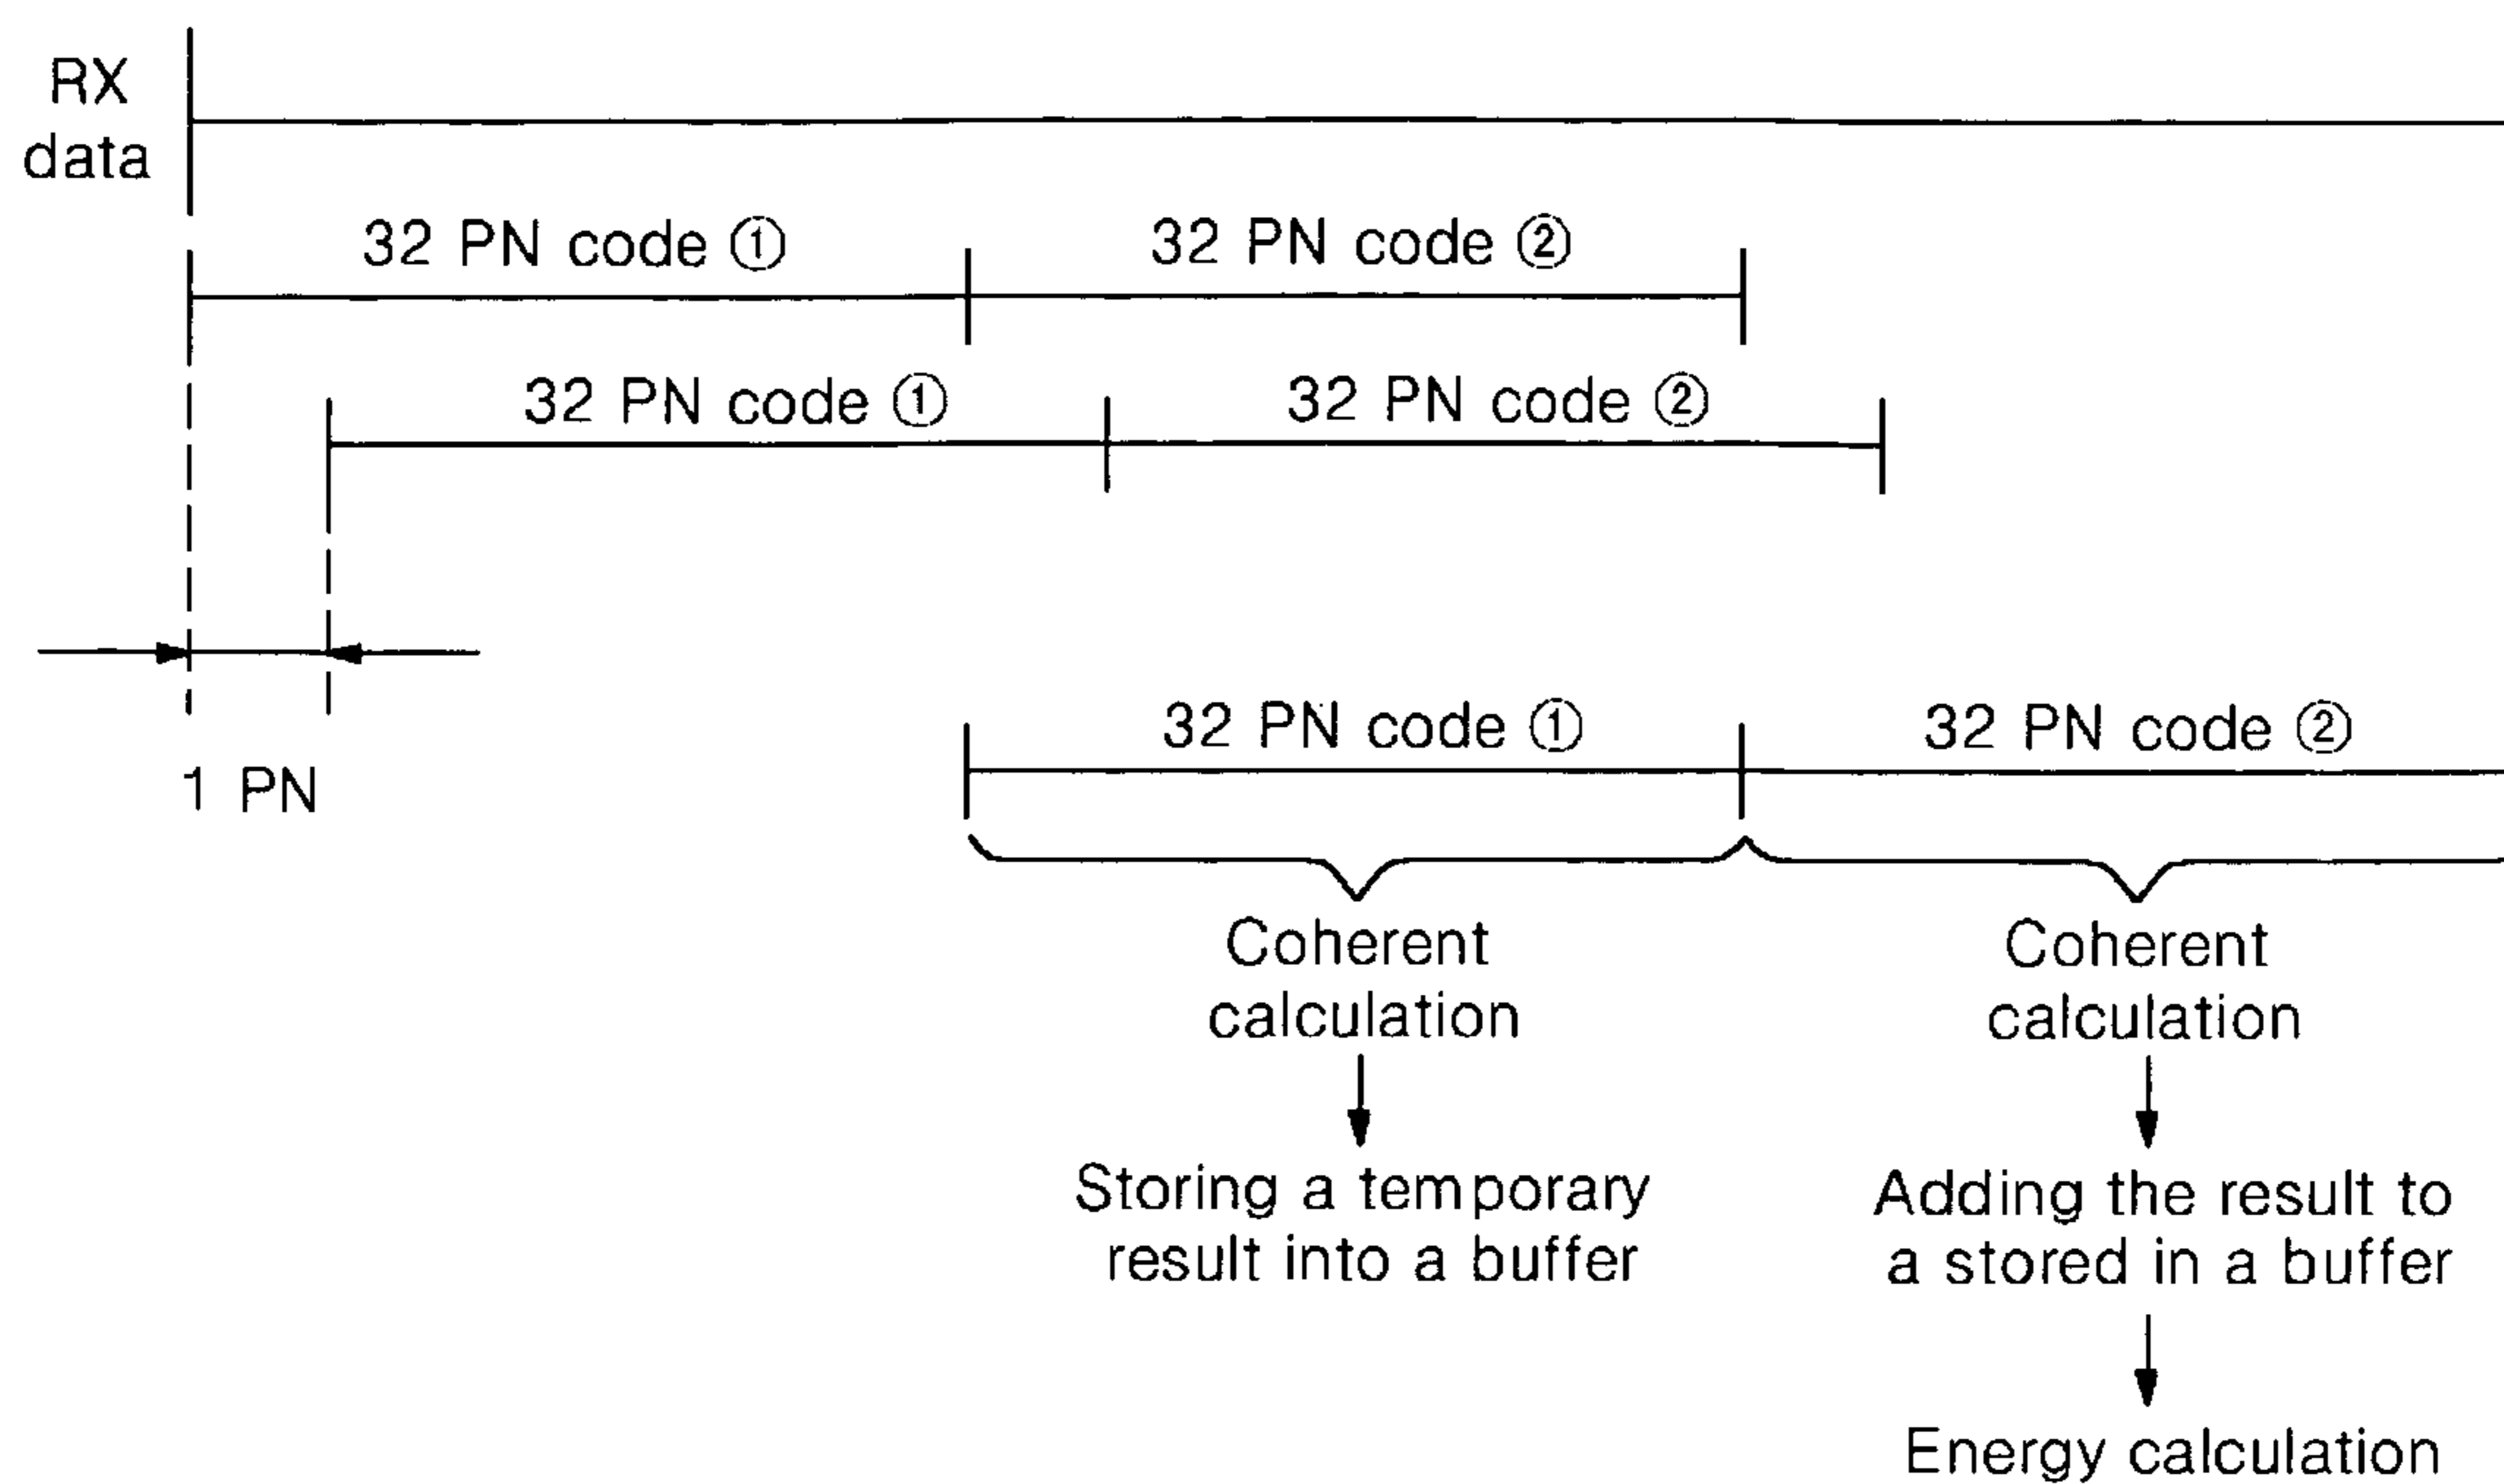 RX
data
32 PN code ①
32 PN code ②
32 PN code ①
32 PN code ②
1 PN
32 PN code ①
32 PN code ②
Coherent
calculation
Coherent
calculation
Storing a temporary
result into a buffer
Adding the result to
a stored in a buffer
Energy calculation